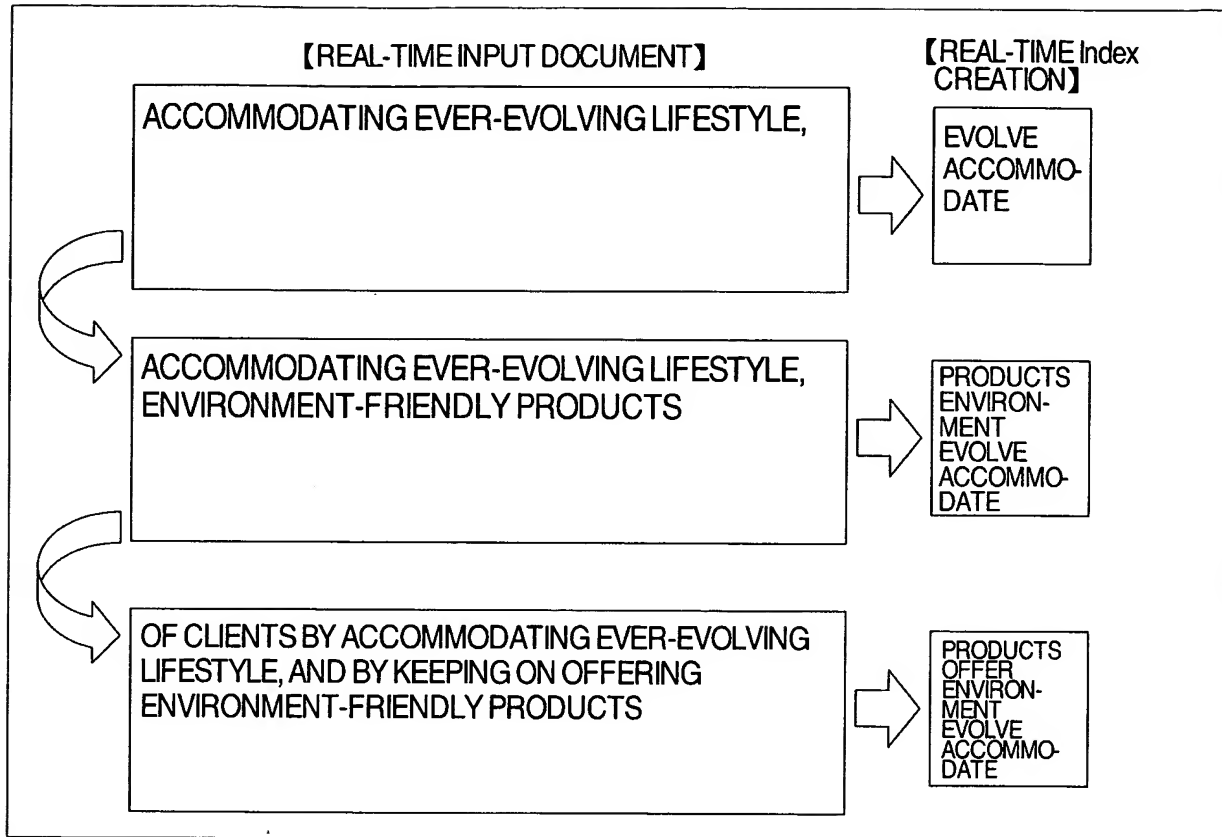 【REAL-TIME INPUT DOCUMENT】
【REAL-TIME Index
CREATION】
ACCOMMODATING EVER-EVOLVING LIFESTYLE,
EVOLVE
ACCOMMO-
DATE
ACCOMMODATING EVER-EVOLVING LIFESTYLE,
ENVIRONMENT-FRIENDLY PRODUCTS
PRODUCTS
ENVIRON-
MENT
EVOLVE
ACCOMMO-
DATE
OF CLIENTS BY ACCOMMODATING EVER-EVOLVING
LIFESTYLE, AND BY KEEPING ON OFFERING
ENVIRONMENT-FRIENDLY PRODUCTS
PRODUCTS
OFFER
ENVIRON-
MENT
EVOLVE
ACCOMMO-
DATE